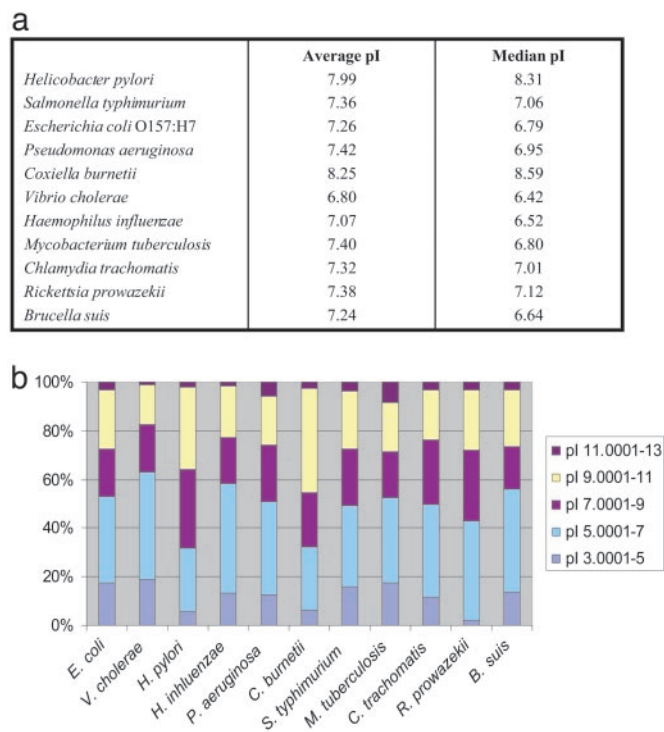 a
Average pI Median pI
Helicobacter pylori 7.99 8.31
Salmonella typhimurium 7.36 7.06
Escherichia coli O157:H7 7.26 6.79
Pseudomonas aeruginosa 7.42 6.95
Coxiella burnetii 8.25 8.59
Vibrio cholerae 6.80 6.42
Haemophilus influenzae 7.07 6.52
Mycobacterium tuberculosis 7.40 6.80
Chlamydia trachomatis 7.32 7.01
Rickettsia prowazekii 7.38 7.12
Brucella suis 7.24 6.64
b
100%
80%
60%
40%
20%
0%
E. coli
V. cholerae
H. pylori
H. inhluenzae
P. aeruginosa
C. burnetii
S. typhimurium
M. tuberculosis
C. trachomatis
R. prowazekii
B. suis
pI 11.0001-13
pI 9.0001-11
pI 7.0001-9
pI 5.0001-7
pI 3.0001-5